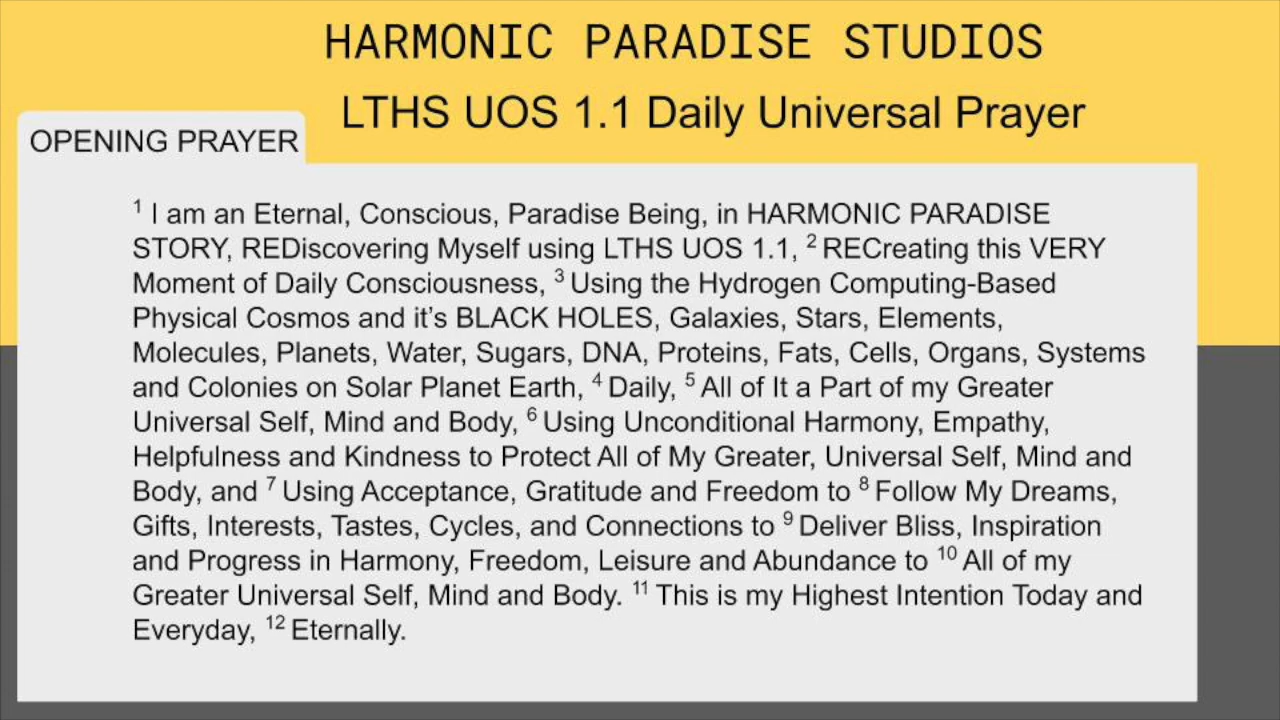 HARMONIC PARADISE STUDIOS
LTHS UOS 1.1 Daily Universal Prayer
OPENING PRAYER
1 I am an Eternal, Conscious, Paradise Being, in HARMONIC PARADISE
STORY, REDiscovering Myself using LTHS UOS 1.1, 2 RECreating this VERY
Moment of Daily Consciousness, 3 Using the Hydrogen Computing-Based
Physical Cosmos and it's BLACK HOLES, Galaxies, Stars, Elements,
Molecules, Planets, Water, Sugars, DNA, Proteins, Fats, Cells, Organs, Systems
and Colonies on Solar Planet Earth, 4 Daily, 5 All of It a Part of my Greater
Universal Self, Mind and Body, 6 Using Unconditional Harmony, Empathy,
Helpfulness and Kindness to Protect All of My Greater, Universal Self, Mind and
Body, and 7 Using Acceptance, Gratitude and Freedom to 8 Follow My Dreams,
Gifts, Interests, Tastes, Cycles, and Connections to 9 Deliver Bliss, Inspiration
and Progress in Harmony, Freedom, Leisure and Abundance to 10 All of my
Greater Universal Self, Mind and Body. 11 This is my Highest Intention Today and
Everyday, 12 Eternally.